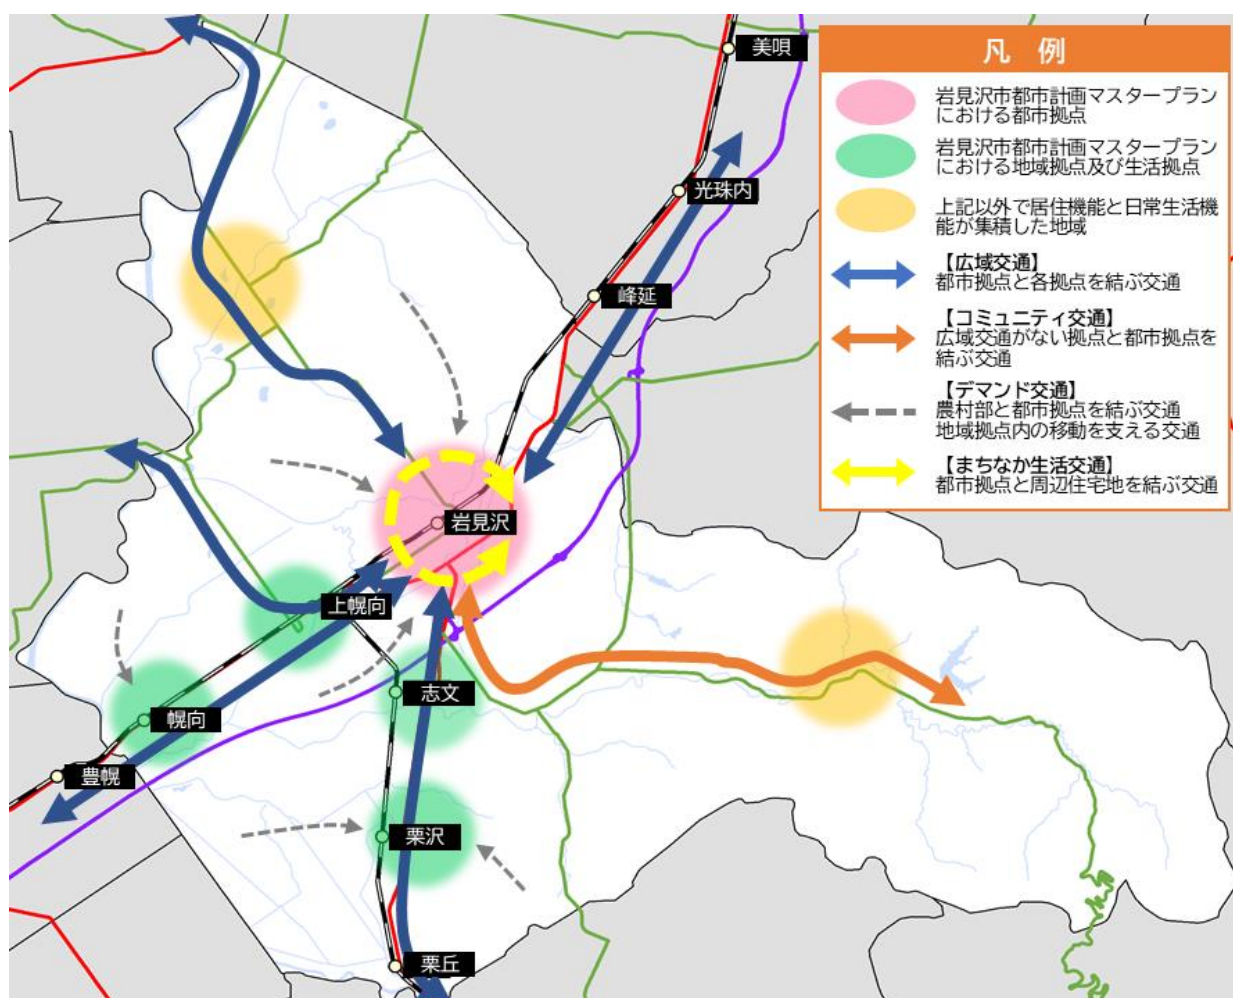 凡 例
岩見沢市都市計画マスタープラン
における都市拠点
岩見沢市都市計画マスタープラン
における地域拠点及び生活拠点
上記以外で居住機能と日常生活機
能が集積した地域
【広域交通】
都市拠点と各拠点を結ぶ交通
【コミュニティ交通】
広域交通がない拠点と都市拠点を
結ぶ交通
【デマンド交通】
農村部と都市拠点を結ぶ交通
地域拠点内の移動を支える交通
【まちなか生活交通】
都市拠点と周辺住宅地を結ぶ交通
美唄
光珠内
峰延
岩見沢
上幌向
志文
幌向
豊幌
栗沢
栗丘